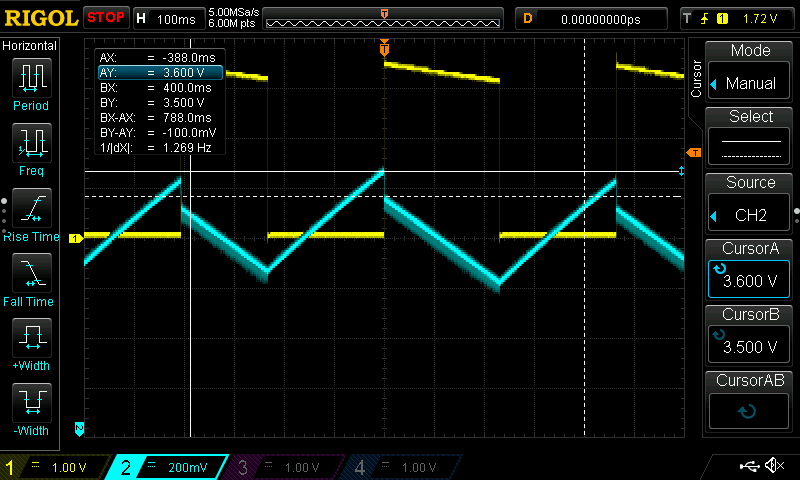 RIGOL STOP H 100ms 5.00MSa/s 6.00M pts T D 0.00000000ps T 1 1.72 V
Horizontal
Period
Freq
Rise Time
Fall Time
+Width
-Width
T
AX: = -388.0ms
AY: = 3.600 V
BX = 400.0ms
BY: = 3.500 V
BX-AX: = 788.0ms
BY-AY: = -100.0mV
1/|dX|: = 1.269 Hz
T
1
2
Cursor
Mode
Manual
Select
Source
CH2
CursorA
3.600 V
CursorB
3.500 V
CursorAB
1 1.00 V 2 200mV 3 1.00 V 4 1.00 V